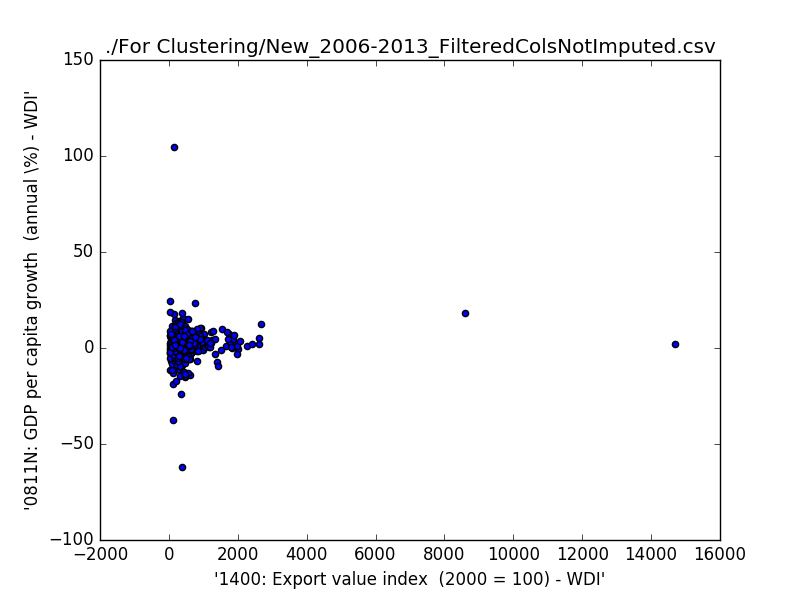 ./For Clustering/New_2006-2013_FilteredColsNotImputed.csv
150
100
50
0
−50
−100
−2000 0 2000 4000 6000 8000 10000 12000 14000 16000
'0811N: GDP per capita growth  (annual \%) - WDI'
'1400: Export value index  (2000 = 100) - WDI'